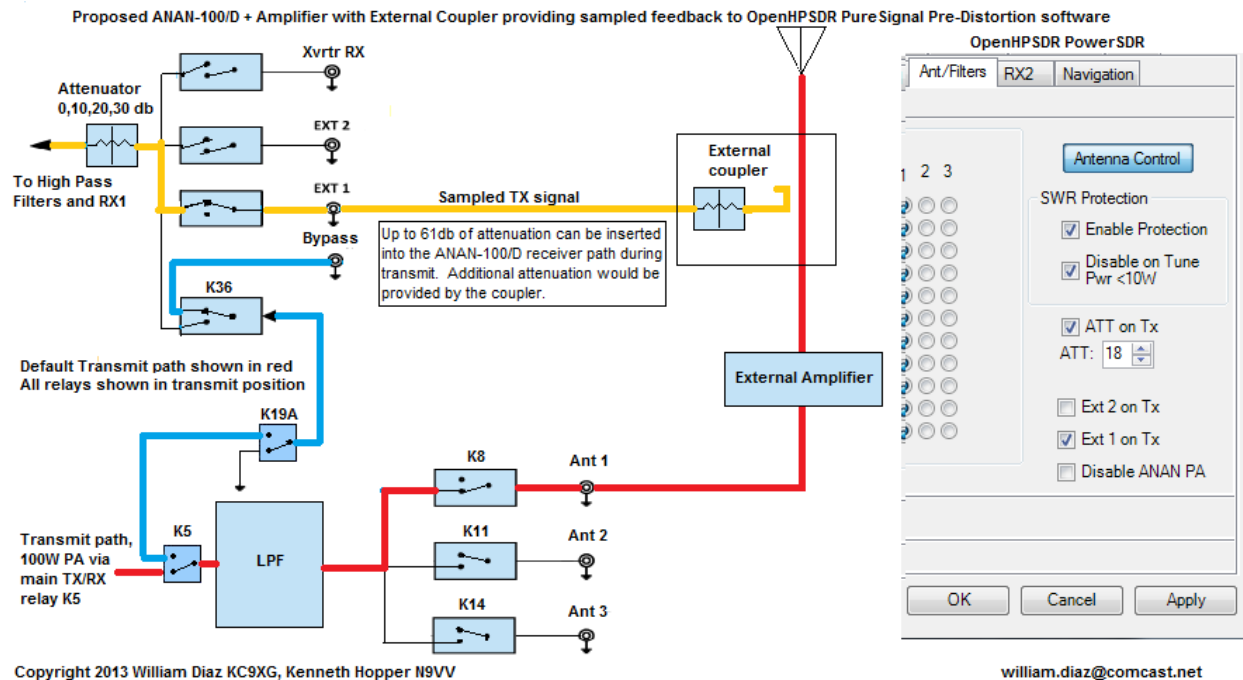 Proposed ANAN-100/D + Amplifier with External Coupler providing sampled feedback to OpenHPSDR PureSignal Pre-Distortion software
OpenHPSDR PowerSDR
Xvrtr RX
Attenuator
0,10,20,30 db
EXT 2
To High Pass
Filters and RX1
EXT 1
Sampled TX signal
External
coupler
Bypass
Up to 61db of attenuation can be inserted
into the ANAN-100/D receiver path during
transmit. Additional attenuation would be
provided by the coupler.
K36
Default Transmit path shown in red
All relays shown in transmit position
External Amplifier
K19A
K8
Ant 1
K5
LPF
Transmit path,
100W PA via
main TX/RX
relay K5
K11
Ant 2
K14
Ant 3
Ant/Filters
RX2
Navigation
1 2 3
Antenna Control
SWR Protection
Enable Protection
Disable on Tune
Pwr <10W
ATT on Tx
ATT: 18
Ext 2 on Tx
Ext 1 on Tx
Disable ANAN PA
OK
Cancel
Apply
Copyright 2013 William Diaz KC9XG, Kenneth Hopper N9VV
william.diaz@comcast.net